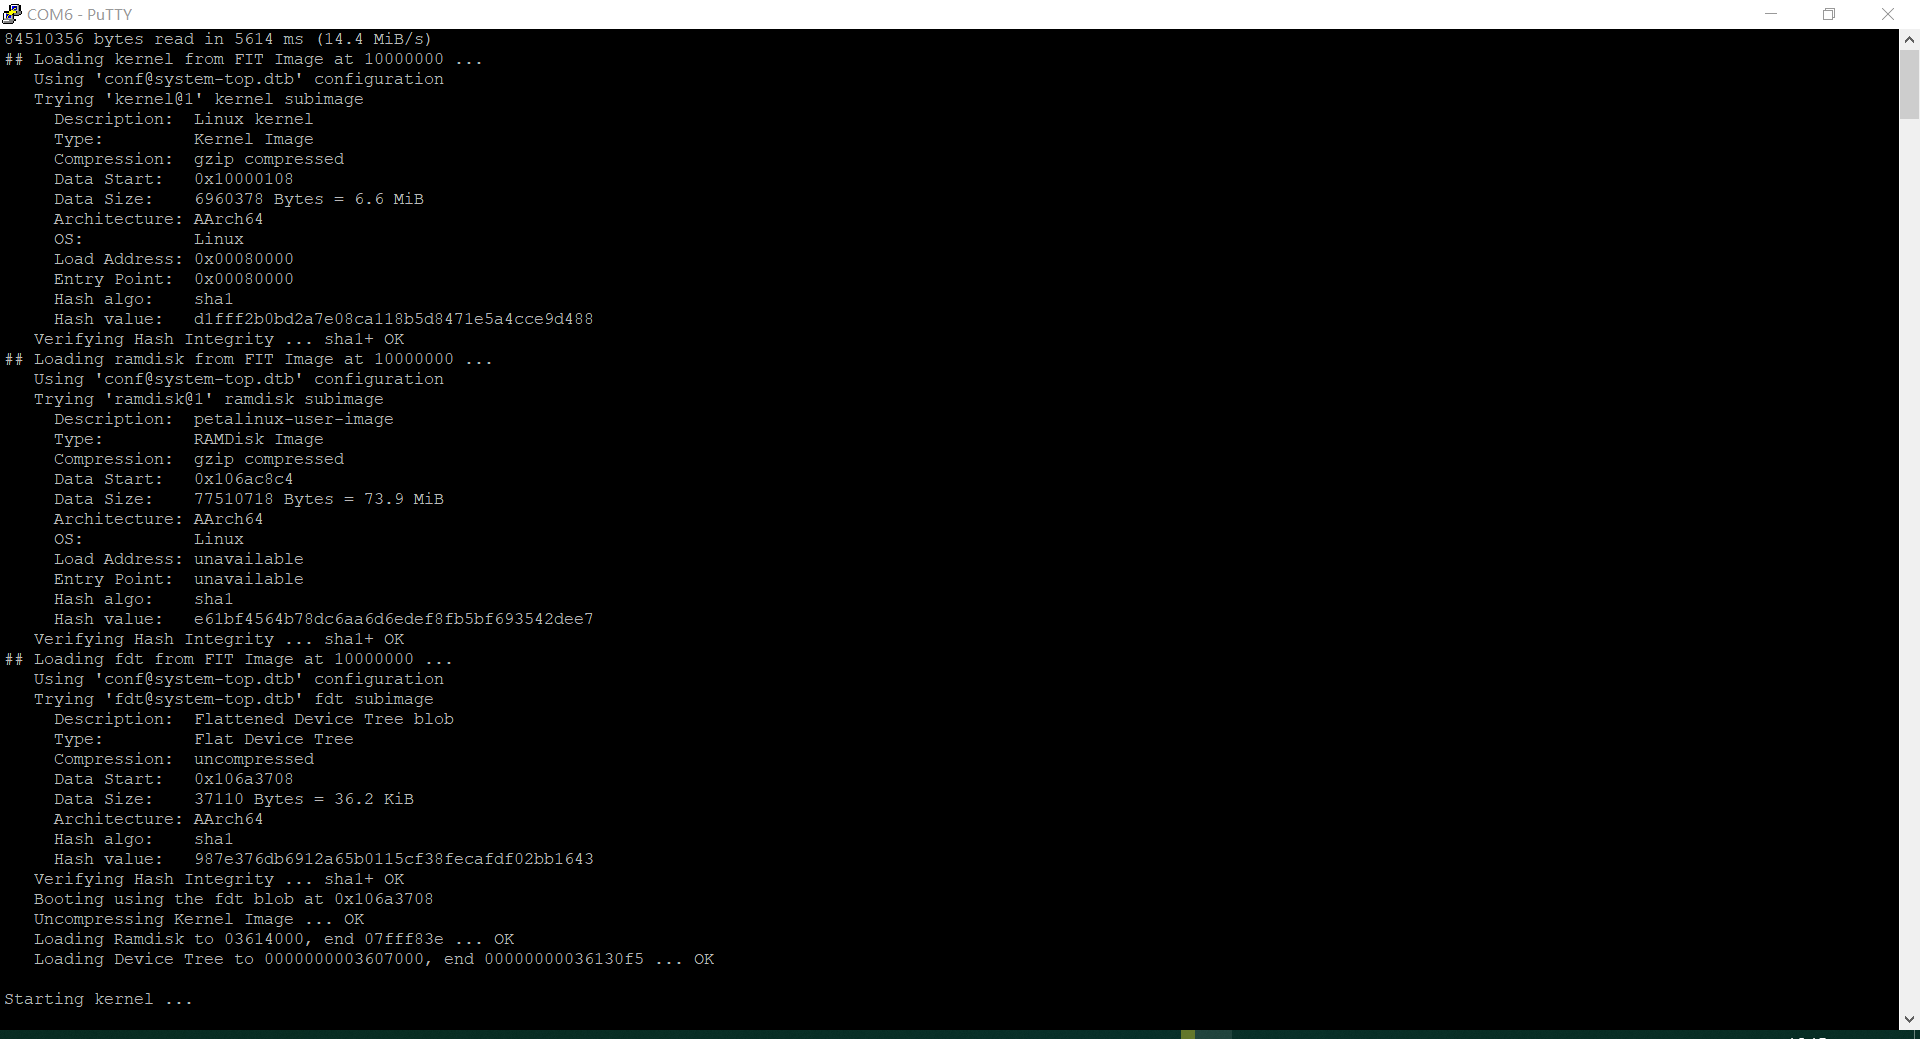 COM6 - PuTTY
84510356 bytes read in 5614 ms (14.4 MiB/s)
## Loading kernel from FIT Image at 10000000 ...
   Using 'conf@system-top.dtb' configuration
   Trying 'kernel@1' kernel subimage
     Description:  Linux kernel
     Type:         Kernel Image
     Compression:  gzip compressed
     Data Start:   0x10000108
     Data Size:    6960378 Bytes = 6.6 MiB
     Architecture: AArch64
     OS:           Linux
     Load Address: 0x00080000
     Entry Point:  0x00080000
     Hash algo:    sha1
     Hash value:   d1fff2b0bd2a7e08ca118b5d8471e5a4cce9d488
   Verifying Hash Integrity ... sha1+ OK
## Loading ramdisk from FIT Image at 10000000 ...
   Using 'conf@system-top.dtb' configuration
   Trying 'ramdisk@1' ramdisk subimage
     Description:  petalinux-user-image
     Type:         RAMDisk Image
     Compression:  gzip compressed
     Data Start:   0x106ac8c4
     Data Size:    77510718 Bytes = 73.9 MiB
     Architecture: AArch64
     OS:           Linux
     Load Address: unavailable
     Entry Point:  unavailable
     Hash algo:    sha1
     Hash value:   e61bf4564b78dc6aa6d6edef8fb5bf693542dee7
   Verifying Hash Integrity ... sha1+ OK
## Loading fdt from FIT Image at 10000000 ...
   Using 'conf@system-top.dtb' configuration
   Trying 'fdt@system-top.dtb' fdt subimage
     Description:  Flattened Device Tree blob
     Type:         Flat Device Tree
     Compression:  uncompressed
     Data Start:   0x106a3708
     Data Size:    37110 Bytes = 36.2 KiB
     Architecture: AArch64
     Hash algo:    sha1
     Hash value:   987e376db6912a65b0115cf38fecafdf02bb1643
   Verifying Hash Integrity ... sha1+ OK
   Booting using the fdt blob at 0x106a3708
   Uncompressing Kernel Image ... OK
   Loading Ramdisk to 03614000, end 07fff83e ... OK
   Loading Device Tree to 0000000003607000, end 00000000036130f5 ... OK
Starting kernel ...